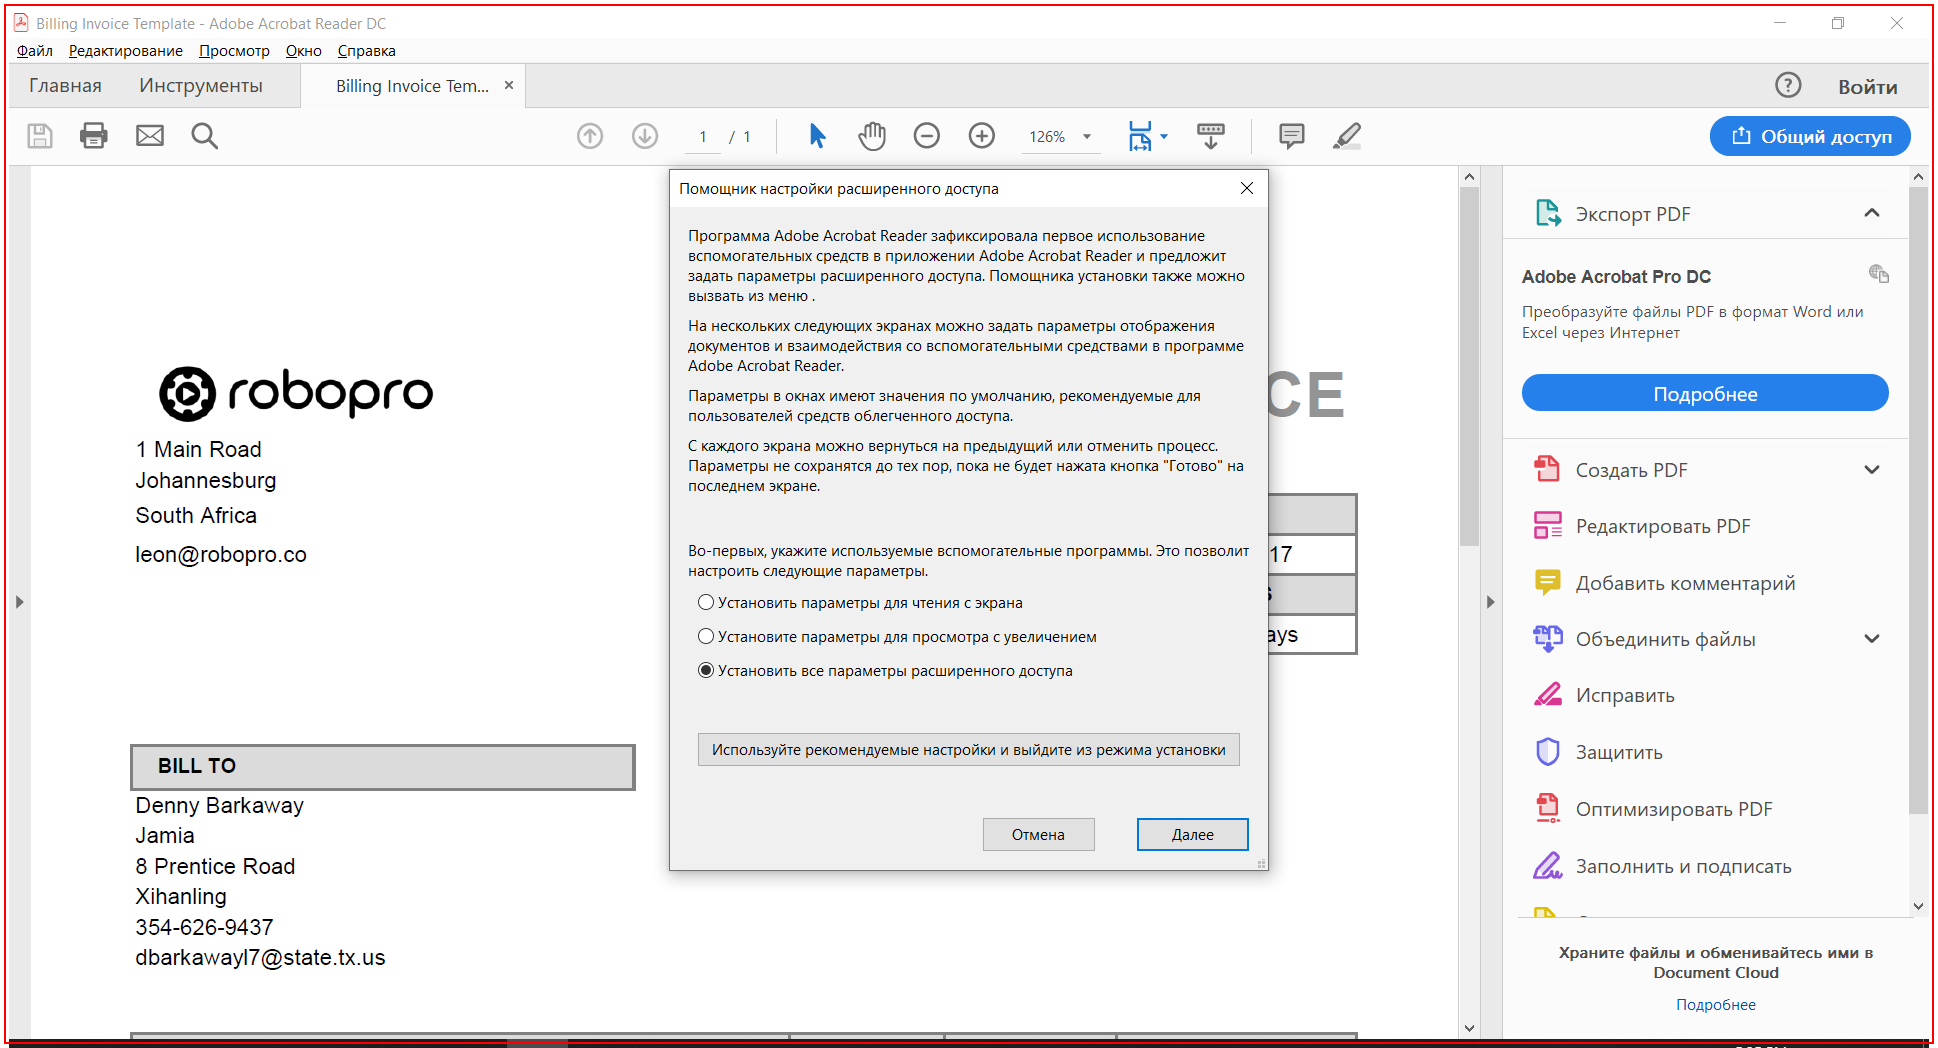 Billing Invoice Template - Adobe Acrobat Reader DC
Файл Редактирование Просмотр Окно Справка
Главная Инструменты Billing Invoice Tem... Войти
1 / 1 126% Общий доступ
Помощник настройки расширенного доступа
Программа Adobe Acrobat Reader зафиксировала первое использование
вспомогательных средств в приложении Adobe Acrobat Reader и предложит
задать параметры расширенного доступа. Помощника установки также можно
вызвать из меню .
На нескольких следующих экранах можно задать параметры отображения
документов и взаимодействия со вспомогательными средствами в программе
Adobe Acrobat Reader.
Параметры в окнах имеют значения по умолчанию, рекомендуемые для
пользователей средств облегченного доступа.
С каждого экрана можно вернуться на предыдущий или отменить процесс.
Параметры не сохранятся до тех пор, пока не будет нажата кнопка "Готово" на
последнем экране.
Во-первых, укажите используемые вспомогательные программы. Это позволит
настроить следующие параметры.
Установить параметры для чтения с экрана
Установите параметры для просмотра с увеличением
Установить все параметры расширенного доступа
Используйте рекомендуемые настройки и выйдите из режима установки
Отмена Далее
robopro
CE
1 Main Road
Johannesburg
South Africa
leon@robopro.co
17
s
ays
BILL TO
Denny Barkaway
Jamia
8 Prentice Road
Xihanling
354-626-9437
dbarkawayl7@state.tx.us
Экспорт PDF
Adobe Acrobat Pro DC
Преобразуйте файлы PDF в формат Word или
Excel через Интернет
Подробнее
Создать PDF
Редактировать PDF
Добавить комментарий
Объединить файлы
Исправить
Защитить
Оптимизировать PDF
Заполнить и подписать
Храните файлы и обменивайтесь ими в
Document Cloud
Подробнее